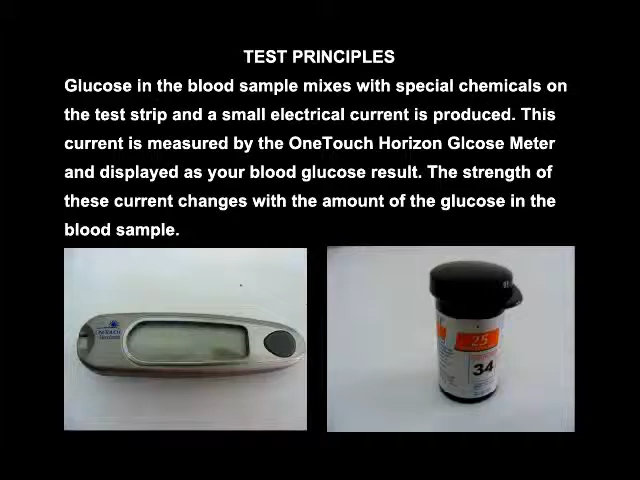 TEST PRINCIPLES
Glucose in the blood sample mixes with special chemicals on
the test strip and a small electrical current is produced. This
current is measured by the OneTouch Horizon Glcose Meter
and displayed as your blood glucose result. The strength of
these current changes with the amount of the glucose in the
blood sample.
25
34